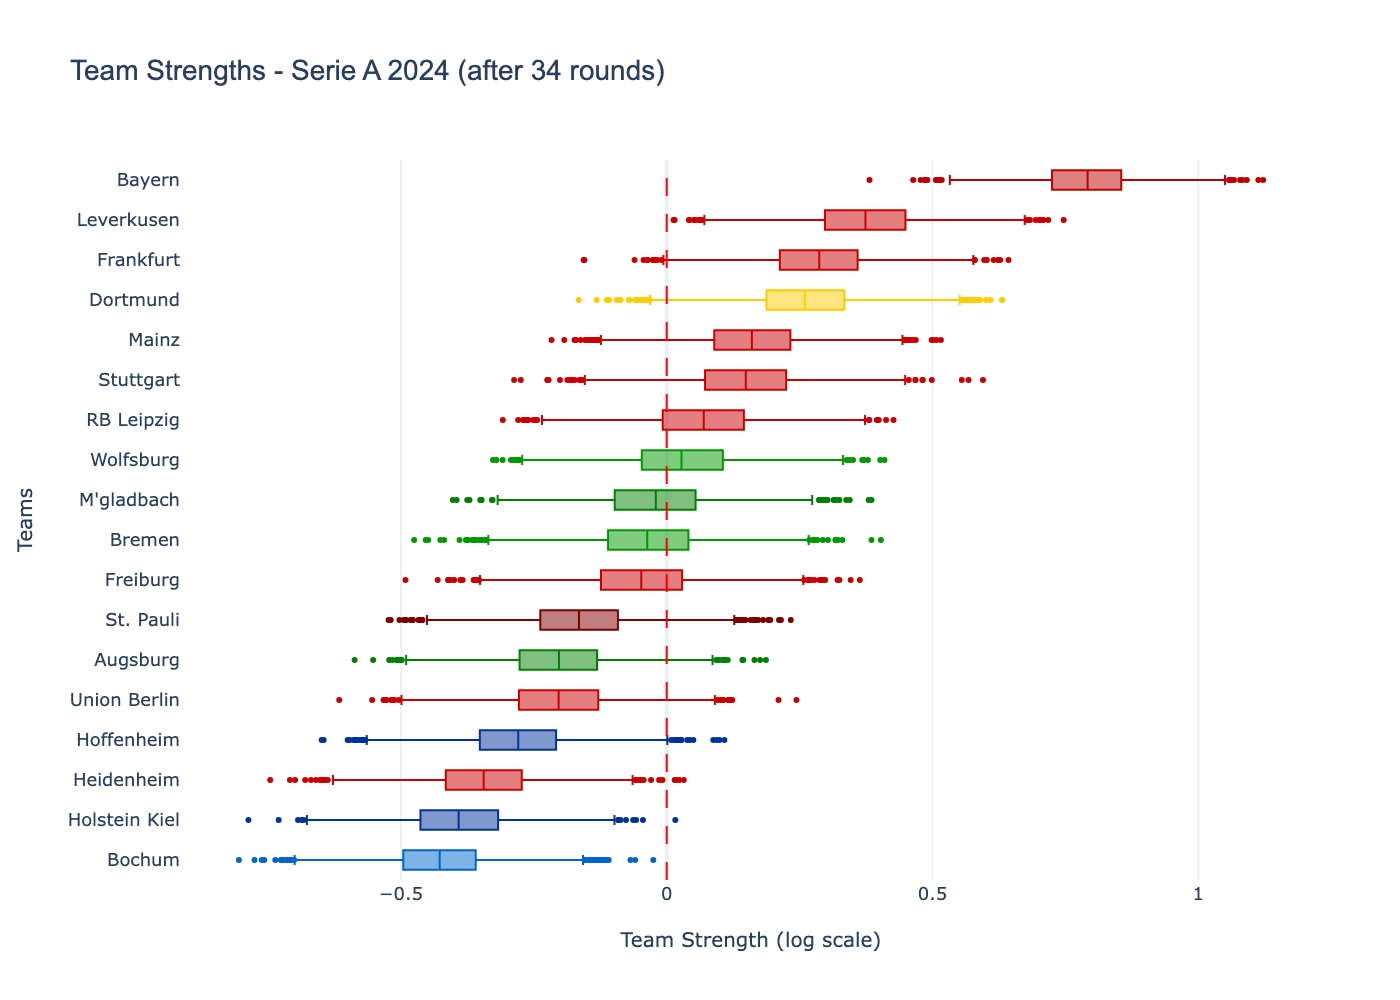 Team Strengths - Serie A 2024 (after 34 rounds)
Bayern
Leverkusen
Frankfurt
Dortmund
Mainz
Stuttgart
RB Leipzig
Wolfsburg
M'gladbach
Bremen
Freiburg
St. Pauli
Augsburg
Union Berlin
Hoffenheim
Heidenheim
Holstein Kiel
Bochum
Teams
−0.5 0 0.5 1
Team Strength (log scale)